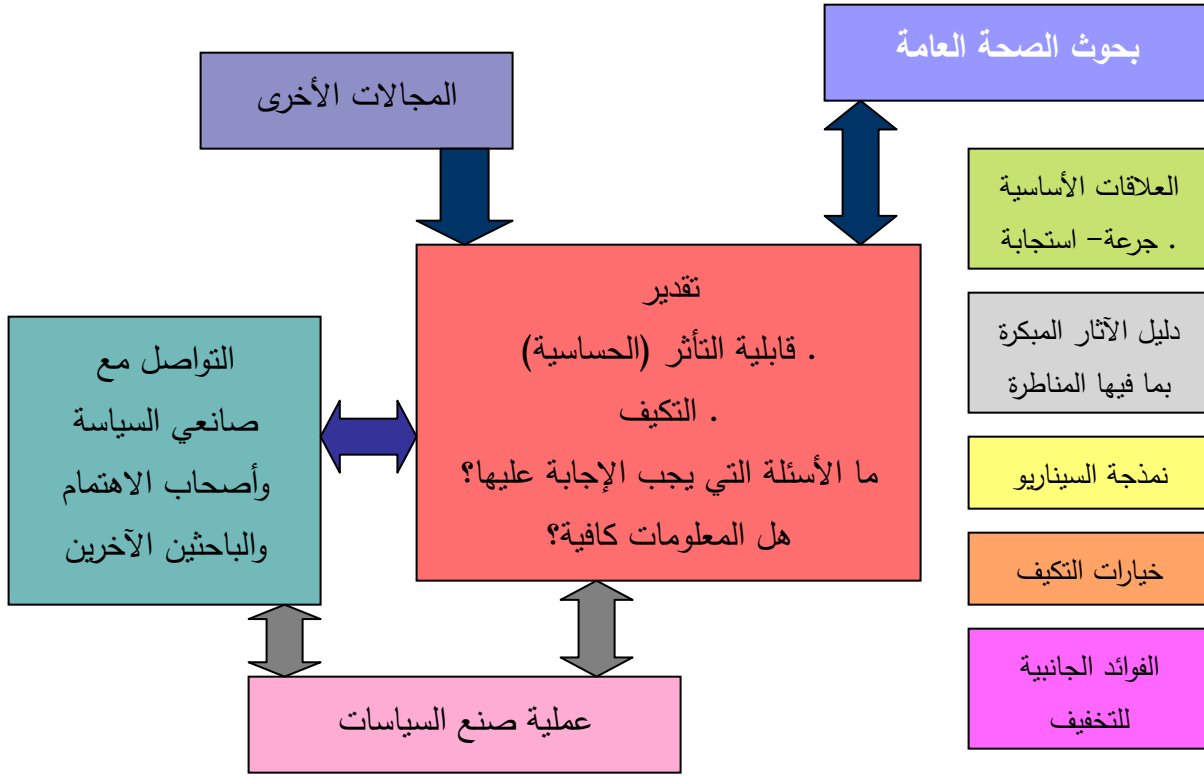 بحوث الصحة العامة
المجالات الأخرى
العلاقات الأساسية
. جرعة- استجابة
دليل الآثار المبكرة
بما فيها المناطرة
نمذجة السيناريو
خيارات التكيف
الفوائد الجانبية
للتخفيف
تقدير
. قابلية التأثر (الحساسية)
. التكيف
ما الأسئلة التي يجب الإجابة عليها؟
هل المعلومات كافية؟
التواصل مع
صانعي السياسة
وأصحاب الاهتمام
والباحثين الآخرين
عملية صنع السياسات